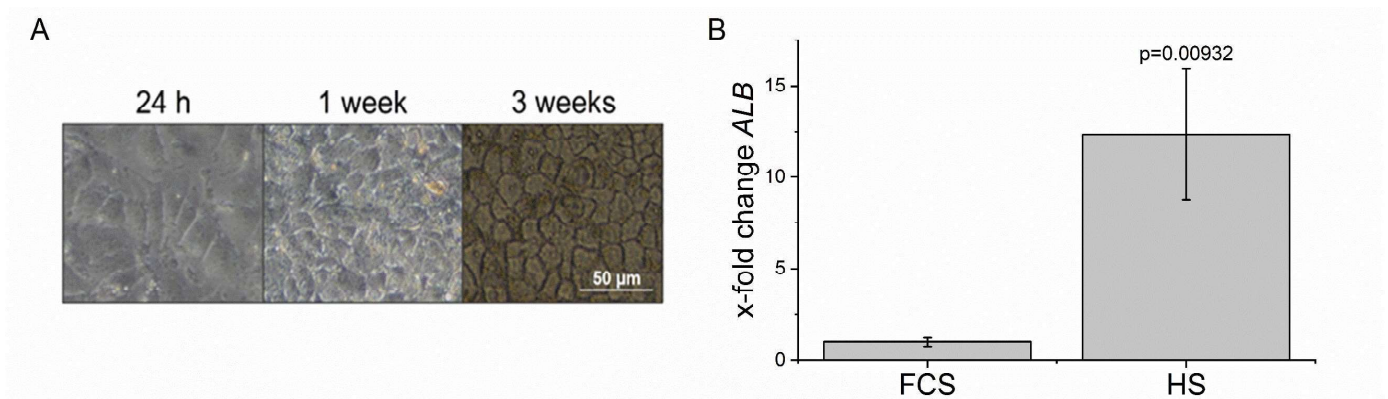 A
24 h 1 week 3 weeks
50 µm
B
x-fold change ALB
15
10
5
0
p=0.00932
FCS HS